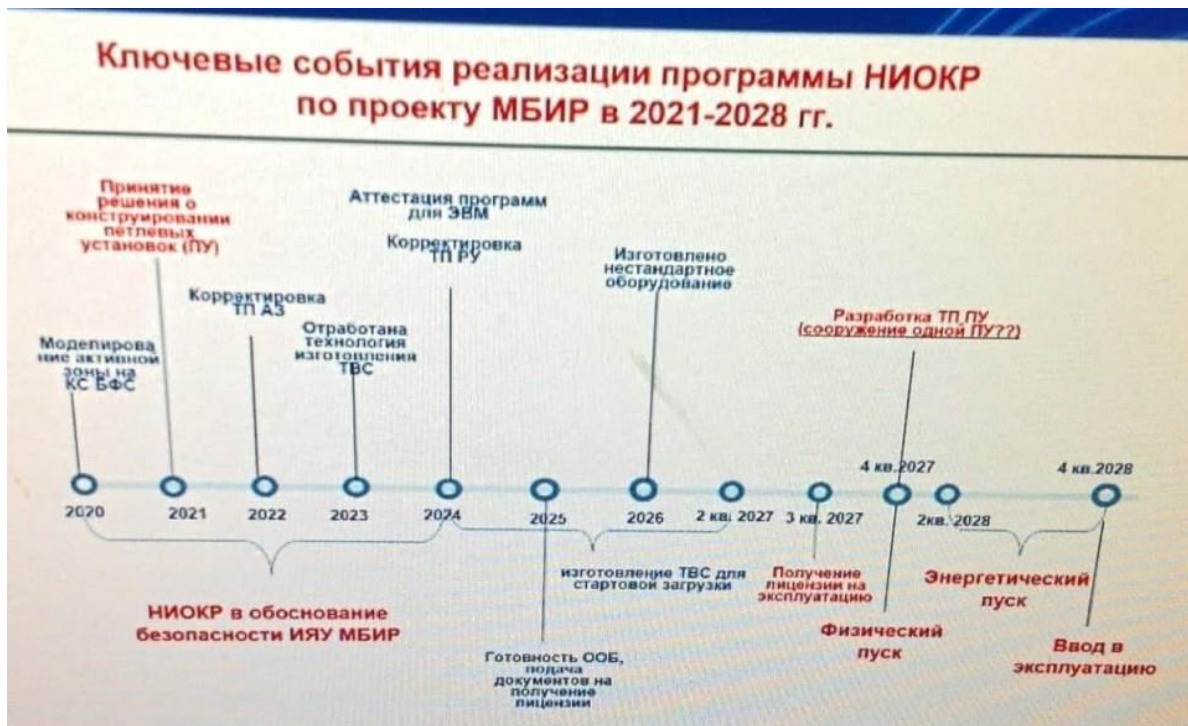 Ключевые события реализации программы НИОКР
по проекту МБИР в 2021-2028 гг.
Принятие
решения о
конструировании
петлевых
установок (ПУ)
Аттестация программ
для ЭВМ
Корректировка
ТП РУ
Изготовлено
нестандартное
оборудование
Корректировка
ТП АЗ
Разработка ТП ПУ
(сооружение одной ПУ??)
Отработана
технология
изготовления
ТВС
Моделирова
ние активной
зоны на
КС БФС
4 кв.2027
4 кв.2028
2020
2021
2022
2023
2024
2025
2026
2 кв. 2027
3 кв. 2027
2кв. 2028
изготовление ТВС для
стартовой загрузки
Получение
лицензии на
эксплуатацию
Энергетический
пуск
НИОКР в обоснование
безопасности ИЯУ МБИР
Физический
пуск
Ввод в
эксплуатацию
Готовность ООБ,
подача
документов на
получение
лицензии